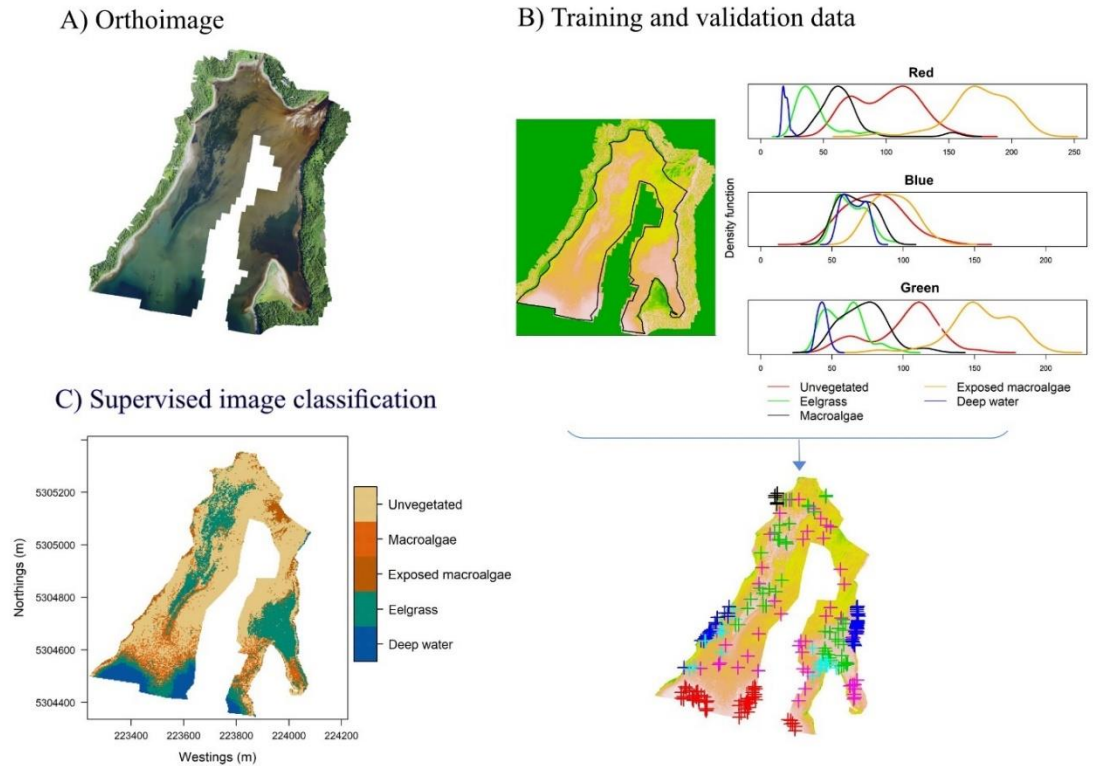 A) Orthoimage
B) Training and validation data
Red
0 50 100 150 200 250
Blue
0 50 100 150 200
Green
0 50 100 150 200
Density function
Unvegetated
Eelgrass
Macroalgae
Exposed macroalgae
Deep water
C) Supervised image classification
5305200
5305000
5304800
5304600
5304400
Northings (m)
223400 223600 223800 224000 224200
Westings (m)
Unvegetated
Macroalgae
Exposed macroalgae
Eelgrass
Deep water